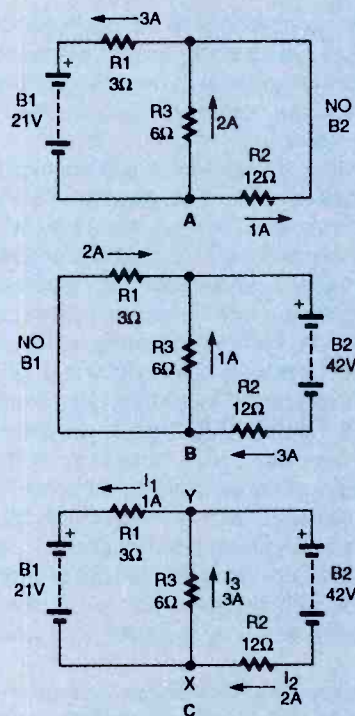 3A
+
R1
3Ω
B1
21V
R3
6Ω
2A
NO
B2
R2
12Ω
A
1A
2A
R1
3Ω
+
NO
B1
R3
6Ω
1A
B2
42V
R2
12Ω
B
3A
I1
1A
Y
+
R1
3Ω
+
B1
21V
R3
6Ω
I3
3A
B2
42V
R2
12Ω
X
I2
2A
C